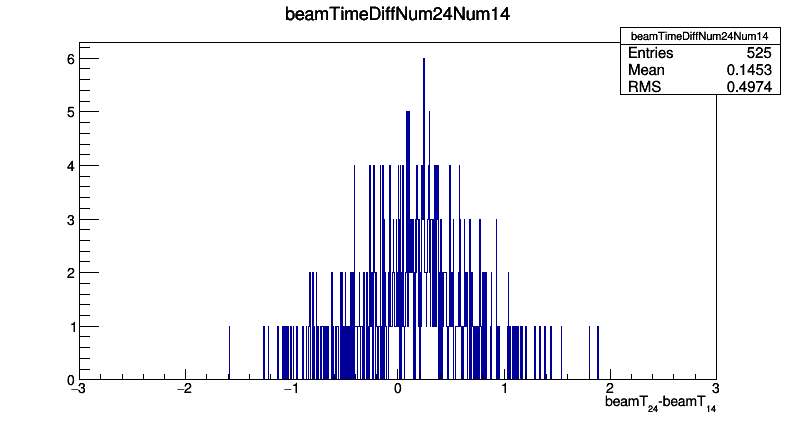 beamTimeDiffNum24Num14
beamTimeDiffNum24Num14
Entries 525
Mean 0.1453
RMS 0.4974
6
5
4
3
2
1
0
−3 −2 −1 0 1 2 3
beamT24-beamT14